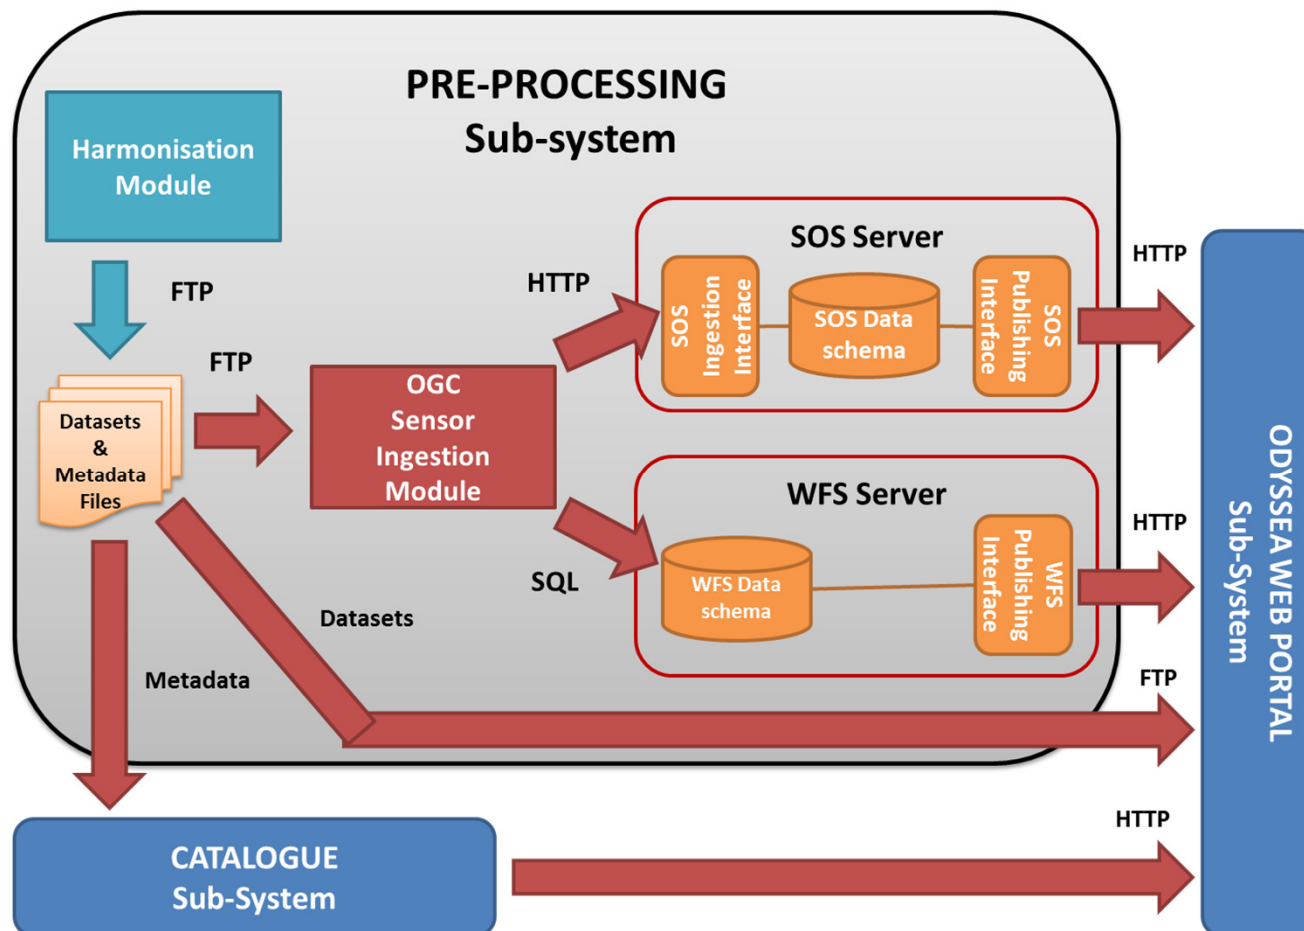 PRE-PROCESSING
Sub-system
Harmonisation
Module
FTP
FTP
Datasets
&
Metadata
Files
OGC
Sensor
Ingestion
Module
HTTP
SQL
SOS Server
SOS
Ingestion
Interface
SOS Data
schema
SOS
Publishing
Interface
HTTP
WFS Server
WFS Data
schema
WFS
Publishing
Interface
HTTP
Datasets
Metadata
FTP
HTTP
CATALOGUE
Sub-System
ODYSSEA WEB PORTAL
Sub-System